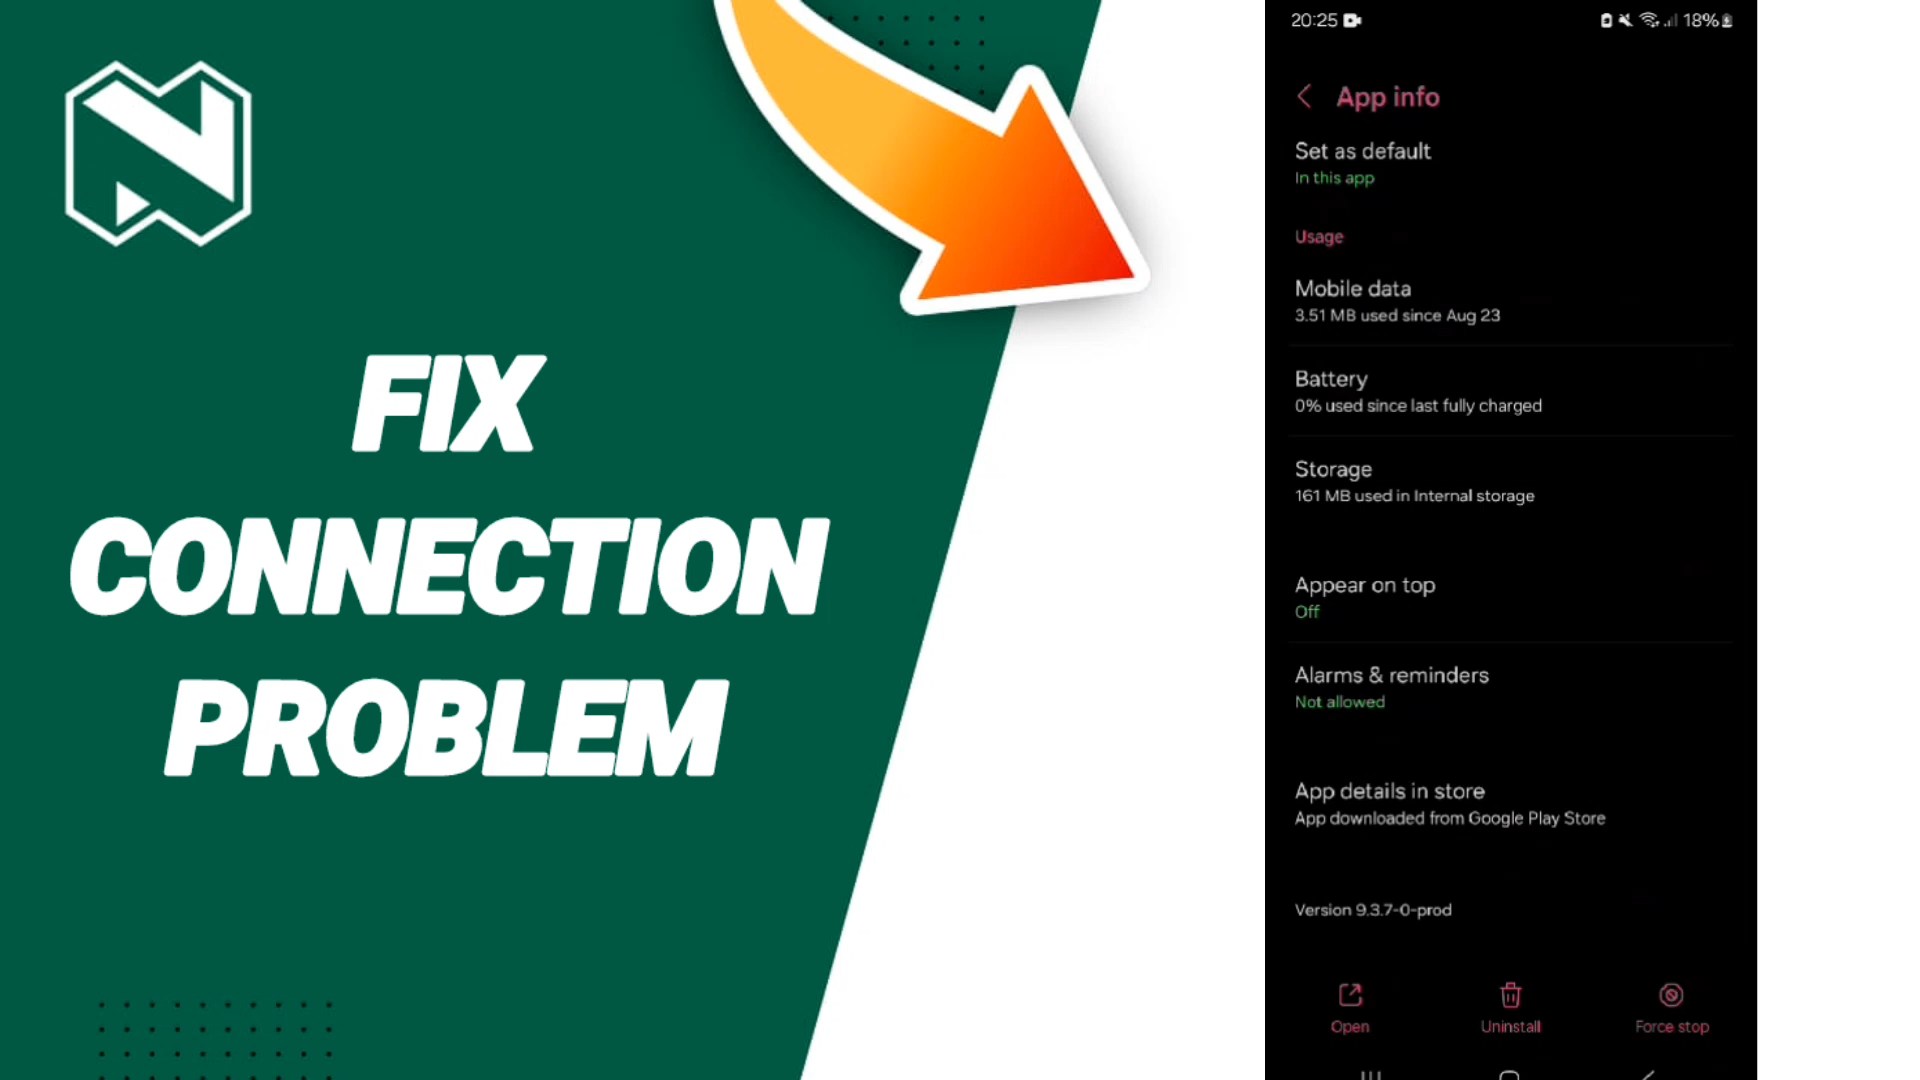 FIX
CONNECTION
PROBLEM
20:25
18%
App info
Set as default
In this app
Usage
Mobile data
3.51 MB used since Aug 23
Battery
0% used since last fully charged
Storage
161 MB used in Internal storage
Appear on top
Off
Alarms & reminders
Not allowed
App details in store
App downloaded from Google Play Store
Version 9.3.7-0-prod
Open
Uninstall
Force stop